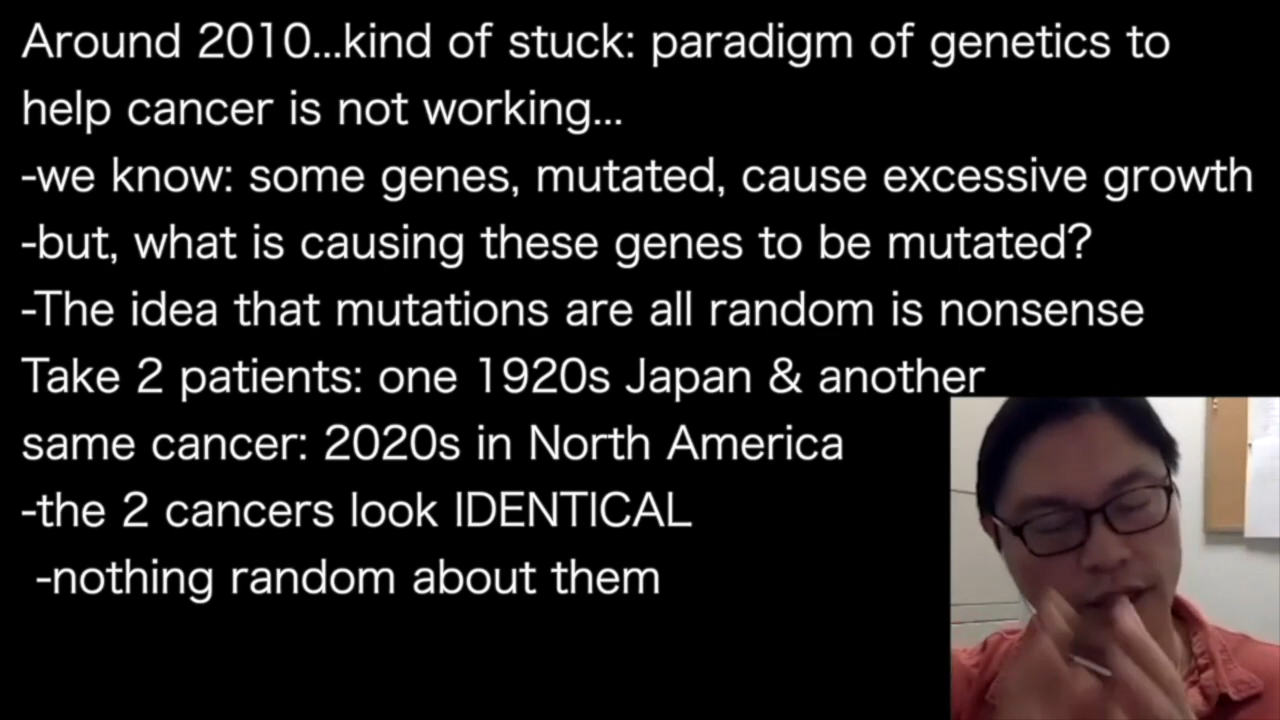 Around 2010...kind of stuck: paradigm of genetics to
help cancer is not working...
-we know: some genes, mutated, cause excessive growth
-but, what is causing these genes to be mutated?
-The idea that mutations are all random is nonsense
Take 2 patients: one 1920s Japan & another
same cancer: 2020s in North America
-the 2 cancers look IDENTICAL
-nothing random about them